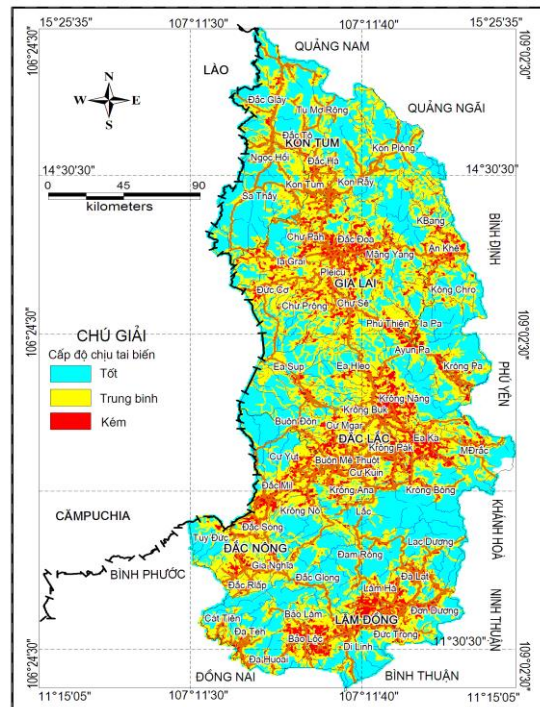 15°25'35" 107°11'30" 107°11'40" 15°25'35"
106°24'30" 109°02'30"
QUẢNG NAM
LÀO
N
W E
S
Đắc Glây
Tu Mơ Rông
QUẢNG NGÃI
Đắc Tô
KON TUM
Kon Plông
Ngọc Hồi
Đắc Hà
14°30'30" 14°30'30"
Kon Tum
Kon Rẫy
0 45 90
kilometers
Sa Thầy
KBang
BÌNH ĐỊNH
Chư Păh
Đắc Đoa
An Khê
Ia Grai
Măng Yang
Pleicu
GIA LAI
Đức Cơ
Kông Chro
Chư Prông
Chư Sê
106°24'30" 109°02'30"
Phú Thiện
Ia Pa
CHÚ GIẢI
Cấp độ chịu tai biến
Ayun Pa
Tốt
Ea Sup
Ea Hleo
Krông Pa
PHÚ YÊN
Trung bình
Krông Năng
Krông Buk
Kém
Buôn Đôn
Cư Mgar
ĐẮC LẮC
Ea Ka
Krông Pắk
MĐrắc
Cư Yut
Buôn Mê Thuột
Cư Kuin
Đắc Mil
Krông Ana
Krông Bông
KHÁNH HOÀ
CĂMPUCHIA
Krông Nô
Lắc
Đắc Song
Tuy Đức
Lạc Dương
ĐẮC NÔNG
Đam Rông
BÌNH PHƯỚC
Gia Nghĩa
Đà Lạt
Đắc Rlấp
Đắc Glong
Lâm Hà
NINH THUẬN
Cát Tiên
Bảo Lâm
Đơn Dương
LÂM ĐỒNG
Đạ Tẻh
Bảo Lộc
Đức Trọng
Di Linh
11°30'30"
Đạ Huoai
106°24'30" 109°02'30"
ĐỒNG NAI
BÌNH THUẬN
11°15'05" 107°11'30" 107°11'40" 11°15'05"